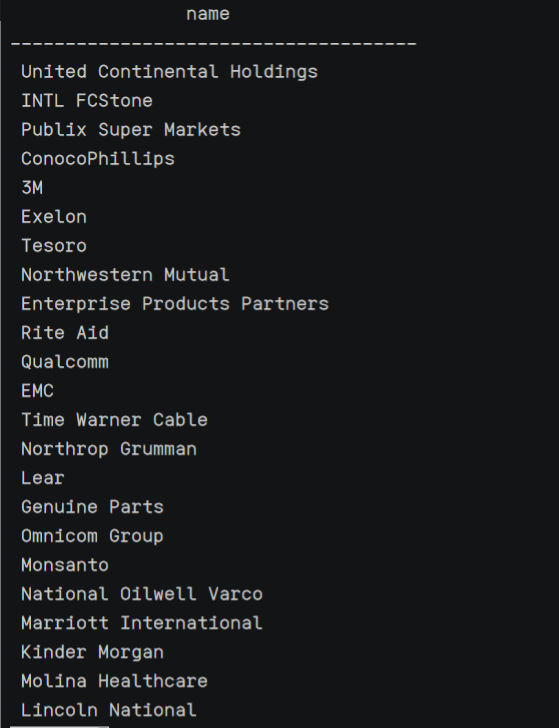 name
-------------------------------------
United Continental Holdings
INTL FCStone
Publix Super Markets
ConocoPhillips
3M
Exelon
Tesoro
Northwestern Mutual
Enterprise Products Partners
Rite Aid
Qualcomm
EMC
Time Warner Cable
Northrop Grumman
Lear
Genuine Parts
Omnicom Group
Monsanto
National Oilwell Varco
Marriott International
Kinder Morgan
Molina Healthcare
Lincoln National